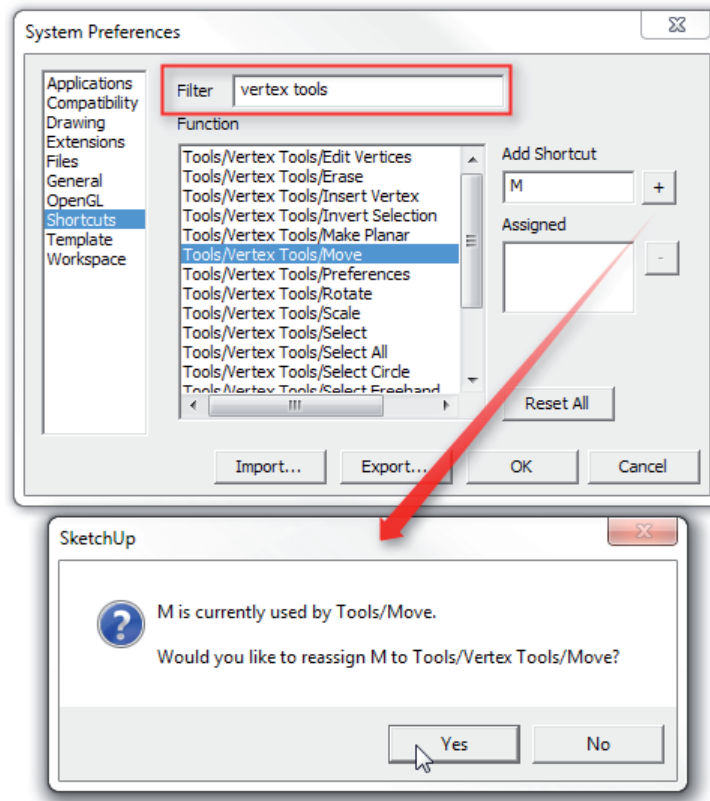 System Preferences
Applications
Compatibility
Drawing
Extensions
Files
General
OpenGL
Shortcuts
Template
Workspace
Filter
vertex tools
Function
Tools/Vertex Tools/Edit Vertices
Tools/Vertex Tools/Erase
Tools/Vertex Tools/Insert Vertex
Tools/Vertex Tools/Invert Selection
Tools/Vertex Tools/Make Planar
Tools/Vertex Tools/Move
Tools/Vertex Tools/Preferences
Tools/Vertex Tools/Rotate
Tools/Vertex Tools/Scale
Tools/Vertex Tools/Select
Tools/Vertex Tools/Select All
Tools/Vertex Tools/Select Circle
Tools/Vertex Tools/Select Freehand
Add Shortcut
M
+
Assigned
-
Reset All
Import...
Export...
OK
Cancel
SketchUp
?
M is currently used by Tools/Move.
Would you like to reassign M to Tools/Vertex Tools/Move?
Yes
No